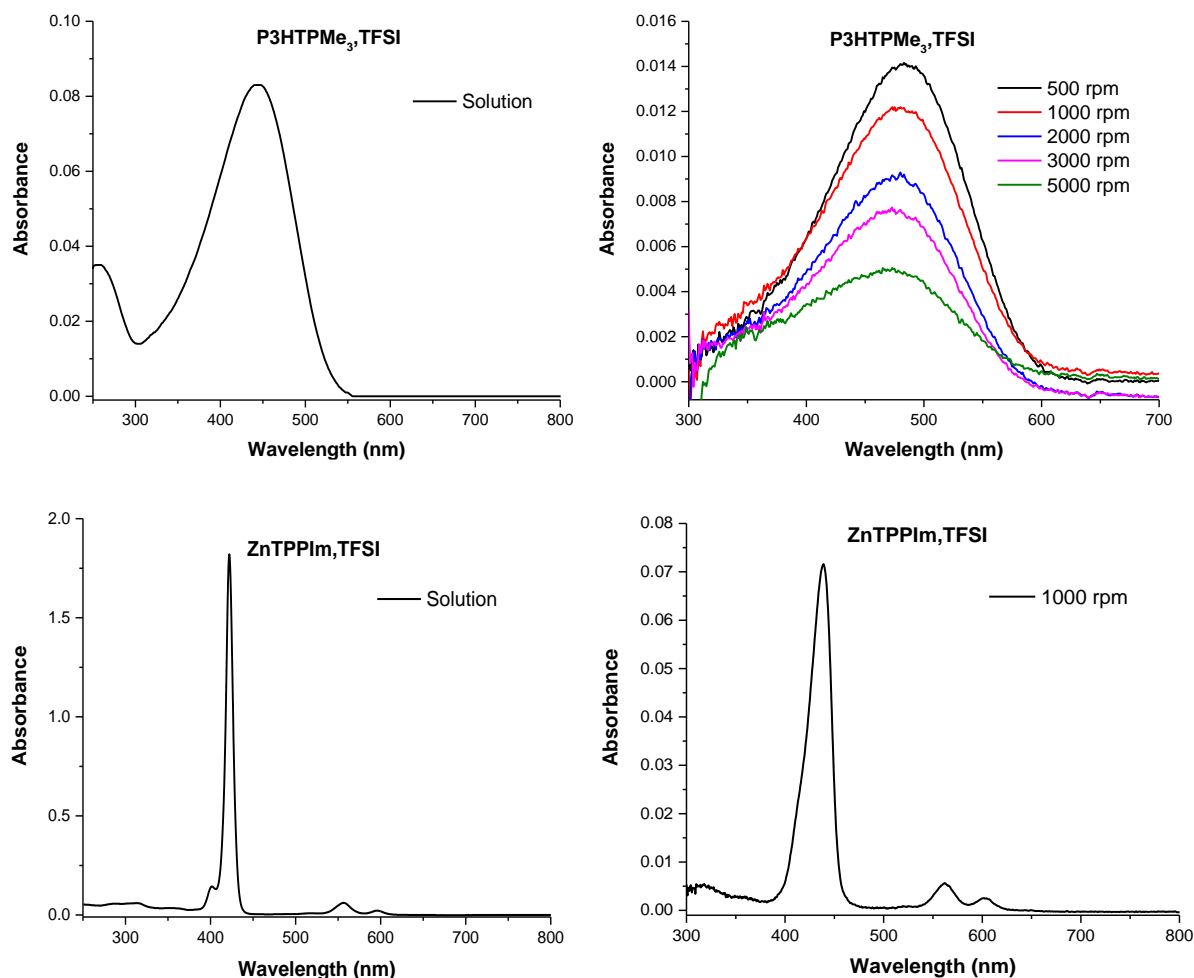 P3HTPMe3,TFSI
Solution
0.10
0.08
0.06
0.04
0.02
0.00
Absorbance
300 400 500 600 700 800
Wavelength (nm)
P3HTPMe3,TFSI
500 rpm
1000 rpm
2000 rpm
3000 rpm
5000 rpm
0.016
0.014
0.012
0.010
0.008
0.006
0.004
0.002
0.000
Absorbance
300 400 500 600 700
Wavelength (nm)
ZnTPPIm,TFSI
Solution
2.0
1.5
1.0
0.5
0.0
Absorbance
300 400 500 600 700 800
Wavelength (nm)
ZnTPPIm,TFSI
1000 rpm
0.08
0.07
0.06
0.05
0.04
0.03
0.02
0.01
0.00
Absorbance
300 400 500 600 700 800
Wavelength (nm)